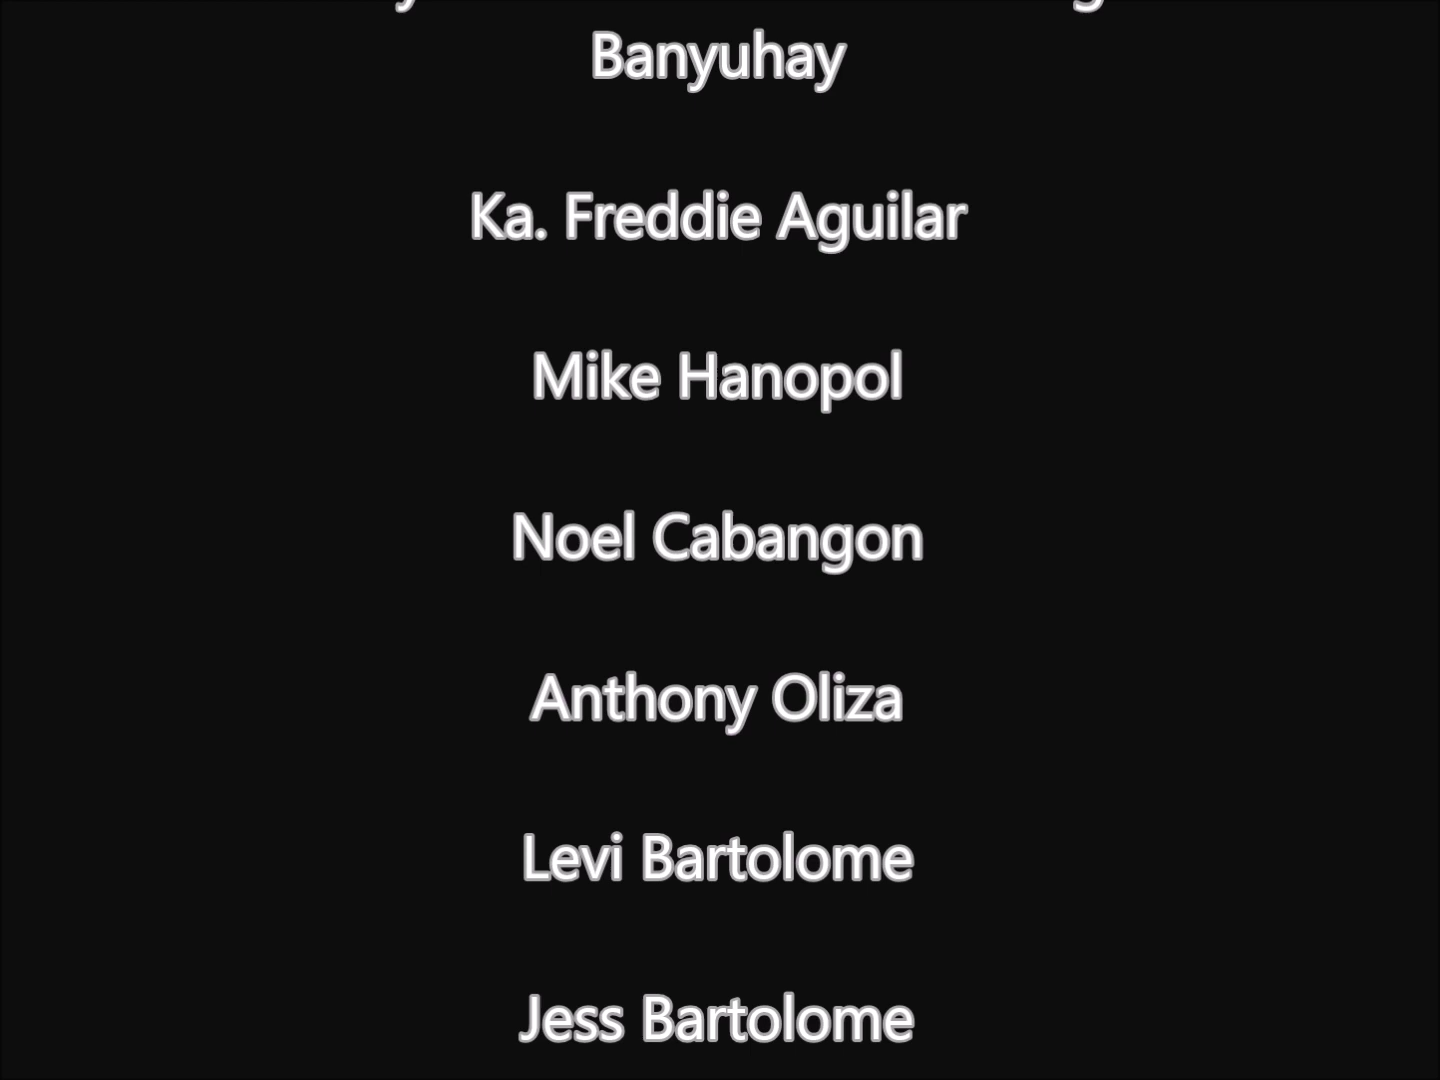 Banyuhay
Ka. Freddie Aguilar
Mike Hanopol
Noel Cabangon
Anthony Oliza
Levi Bartolome
Jess Bartolome